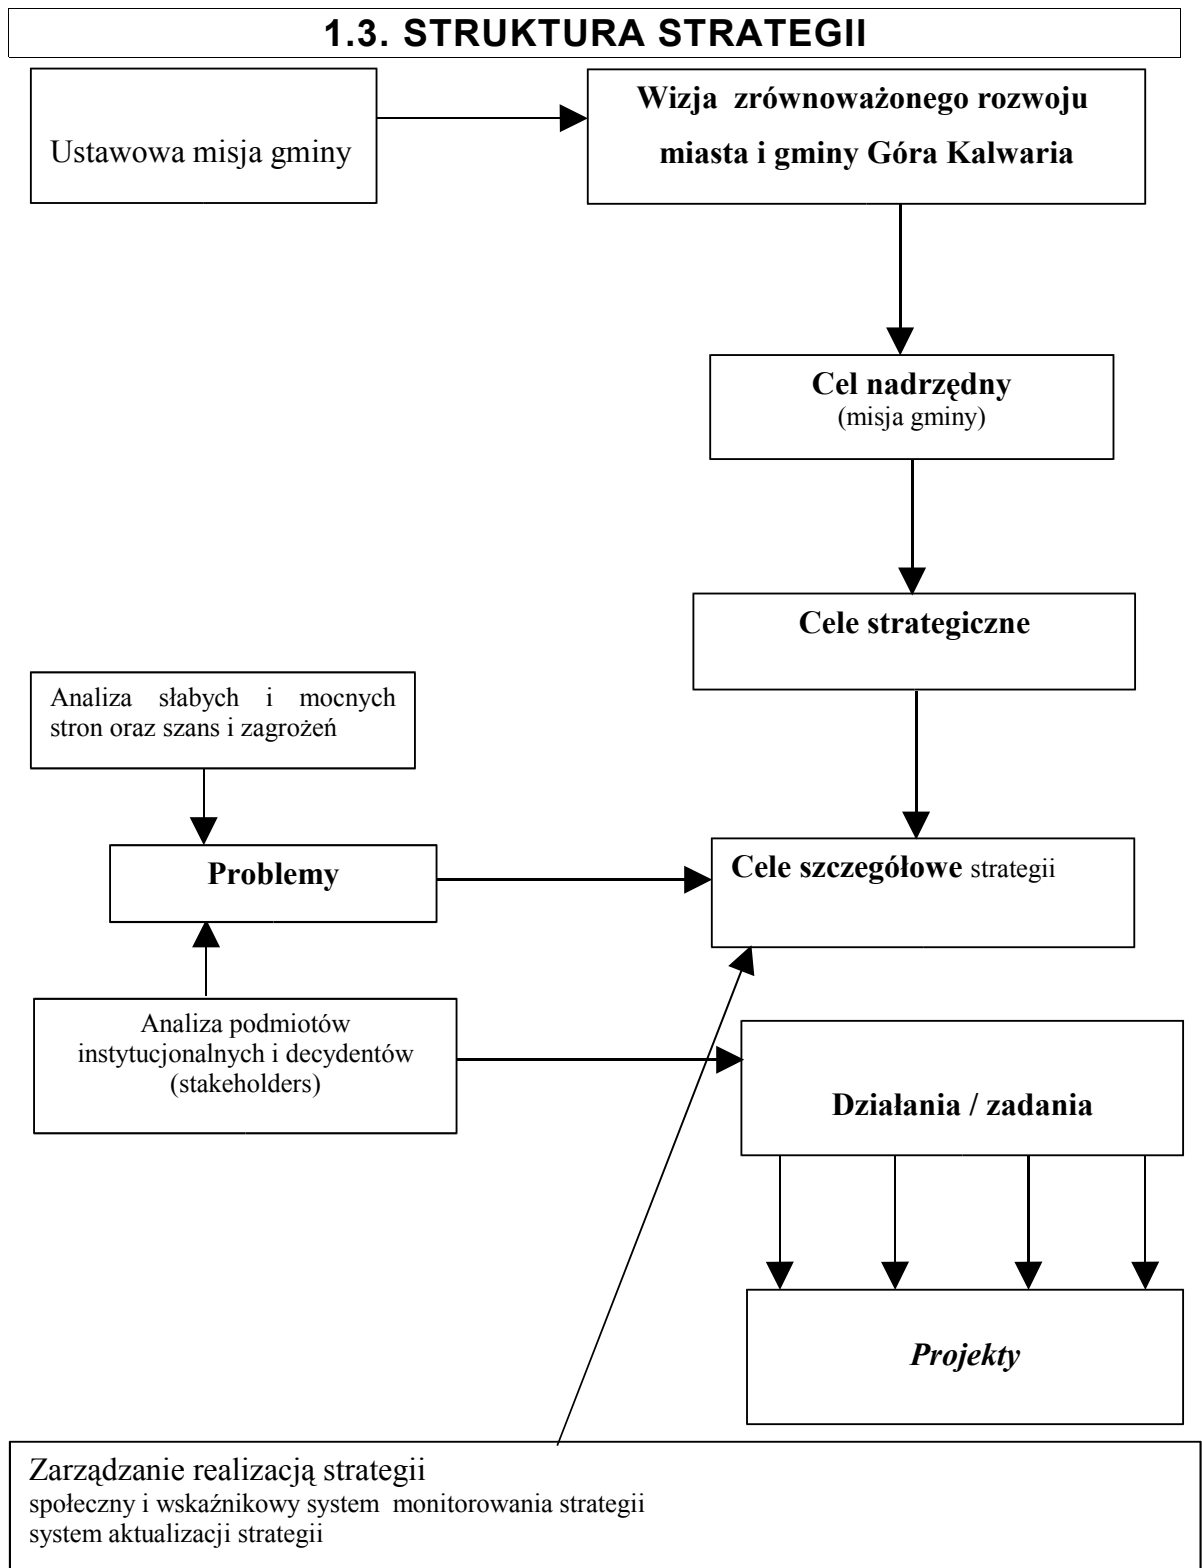 1.3. STRUKTURA STRATEGII
Ustawowa misja gminy
Wizja zrównoważonego rozwoju
miasta i gminy Góra Kalwaria
Cel nadrzędny
(misja gminy)
Cele strategiczne
Analiza słabych i mocnych
stron oraz szans i zagrożeń
Problemy
Cele szczegółowe strategii
Analiza podmiotów
instytucjonalnych i decydentów
(stakeholders)
Działania / zadania
Projekty
Zarządzanie realizacją strategii
społeczny i wskaźnikowy system monitorowania strategii
system aktualizacji strategii